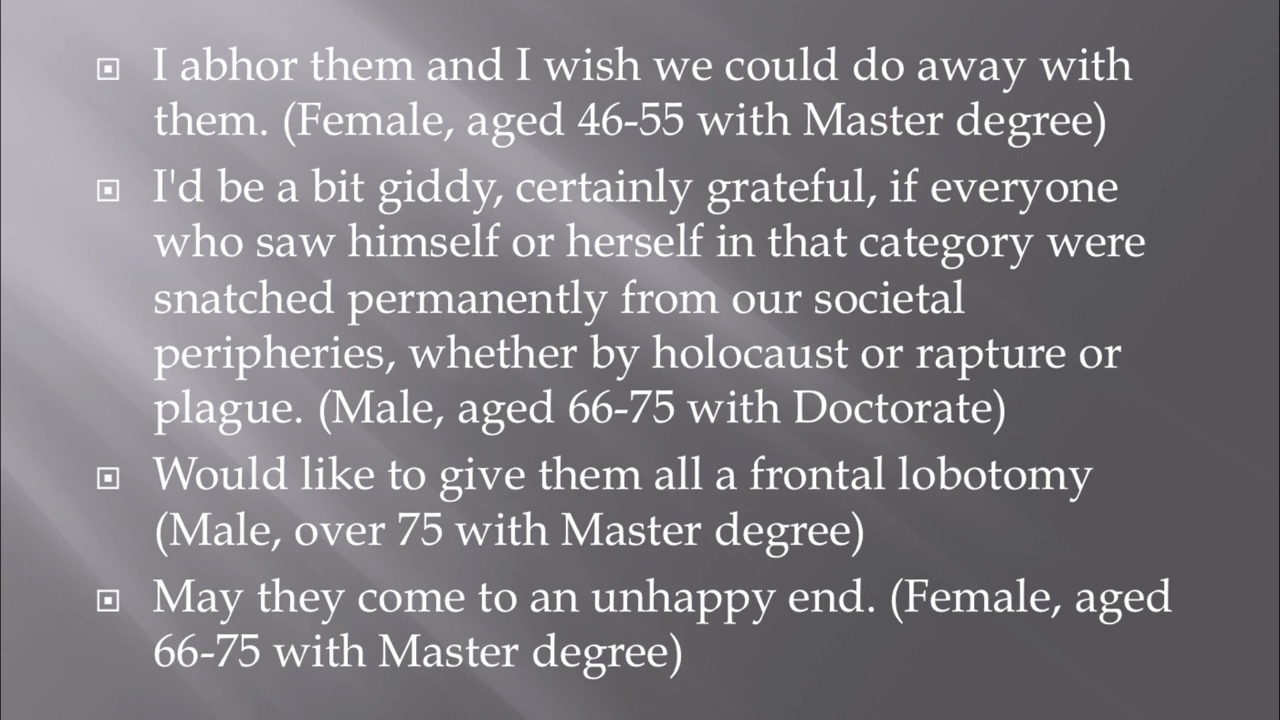 I abhor them and I wish we could do away with
them. (Female, aged 46-55 with Master degree)
I'd be a bit giddy, certainly grateful, if everyone
who saw himself or herself in that category were
snatched permanently from our societal
peripheries, whether by holocaust or rapture or
plague. (Male, aged 66-75 with Doctorate)
Would like to give them all a frontal lobotomy
(Male, over 75 with Master degree)
May they come to an unhappy end. (Female, aged
66-75 with Master degree)